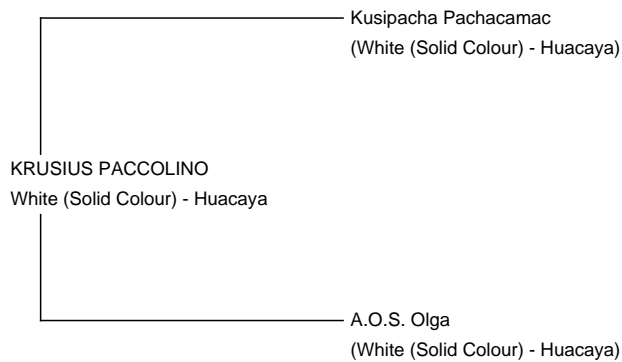 Kusipacha Pachacamac
(White (Solid Colour) - Huacaya)
KRUSIUS PACCOLINO
White (Solid Colour) - Huacaya
A.O.S. Olga
(White (Solid Colour) - Huacaya)